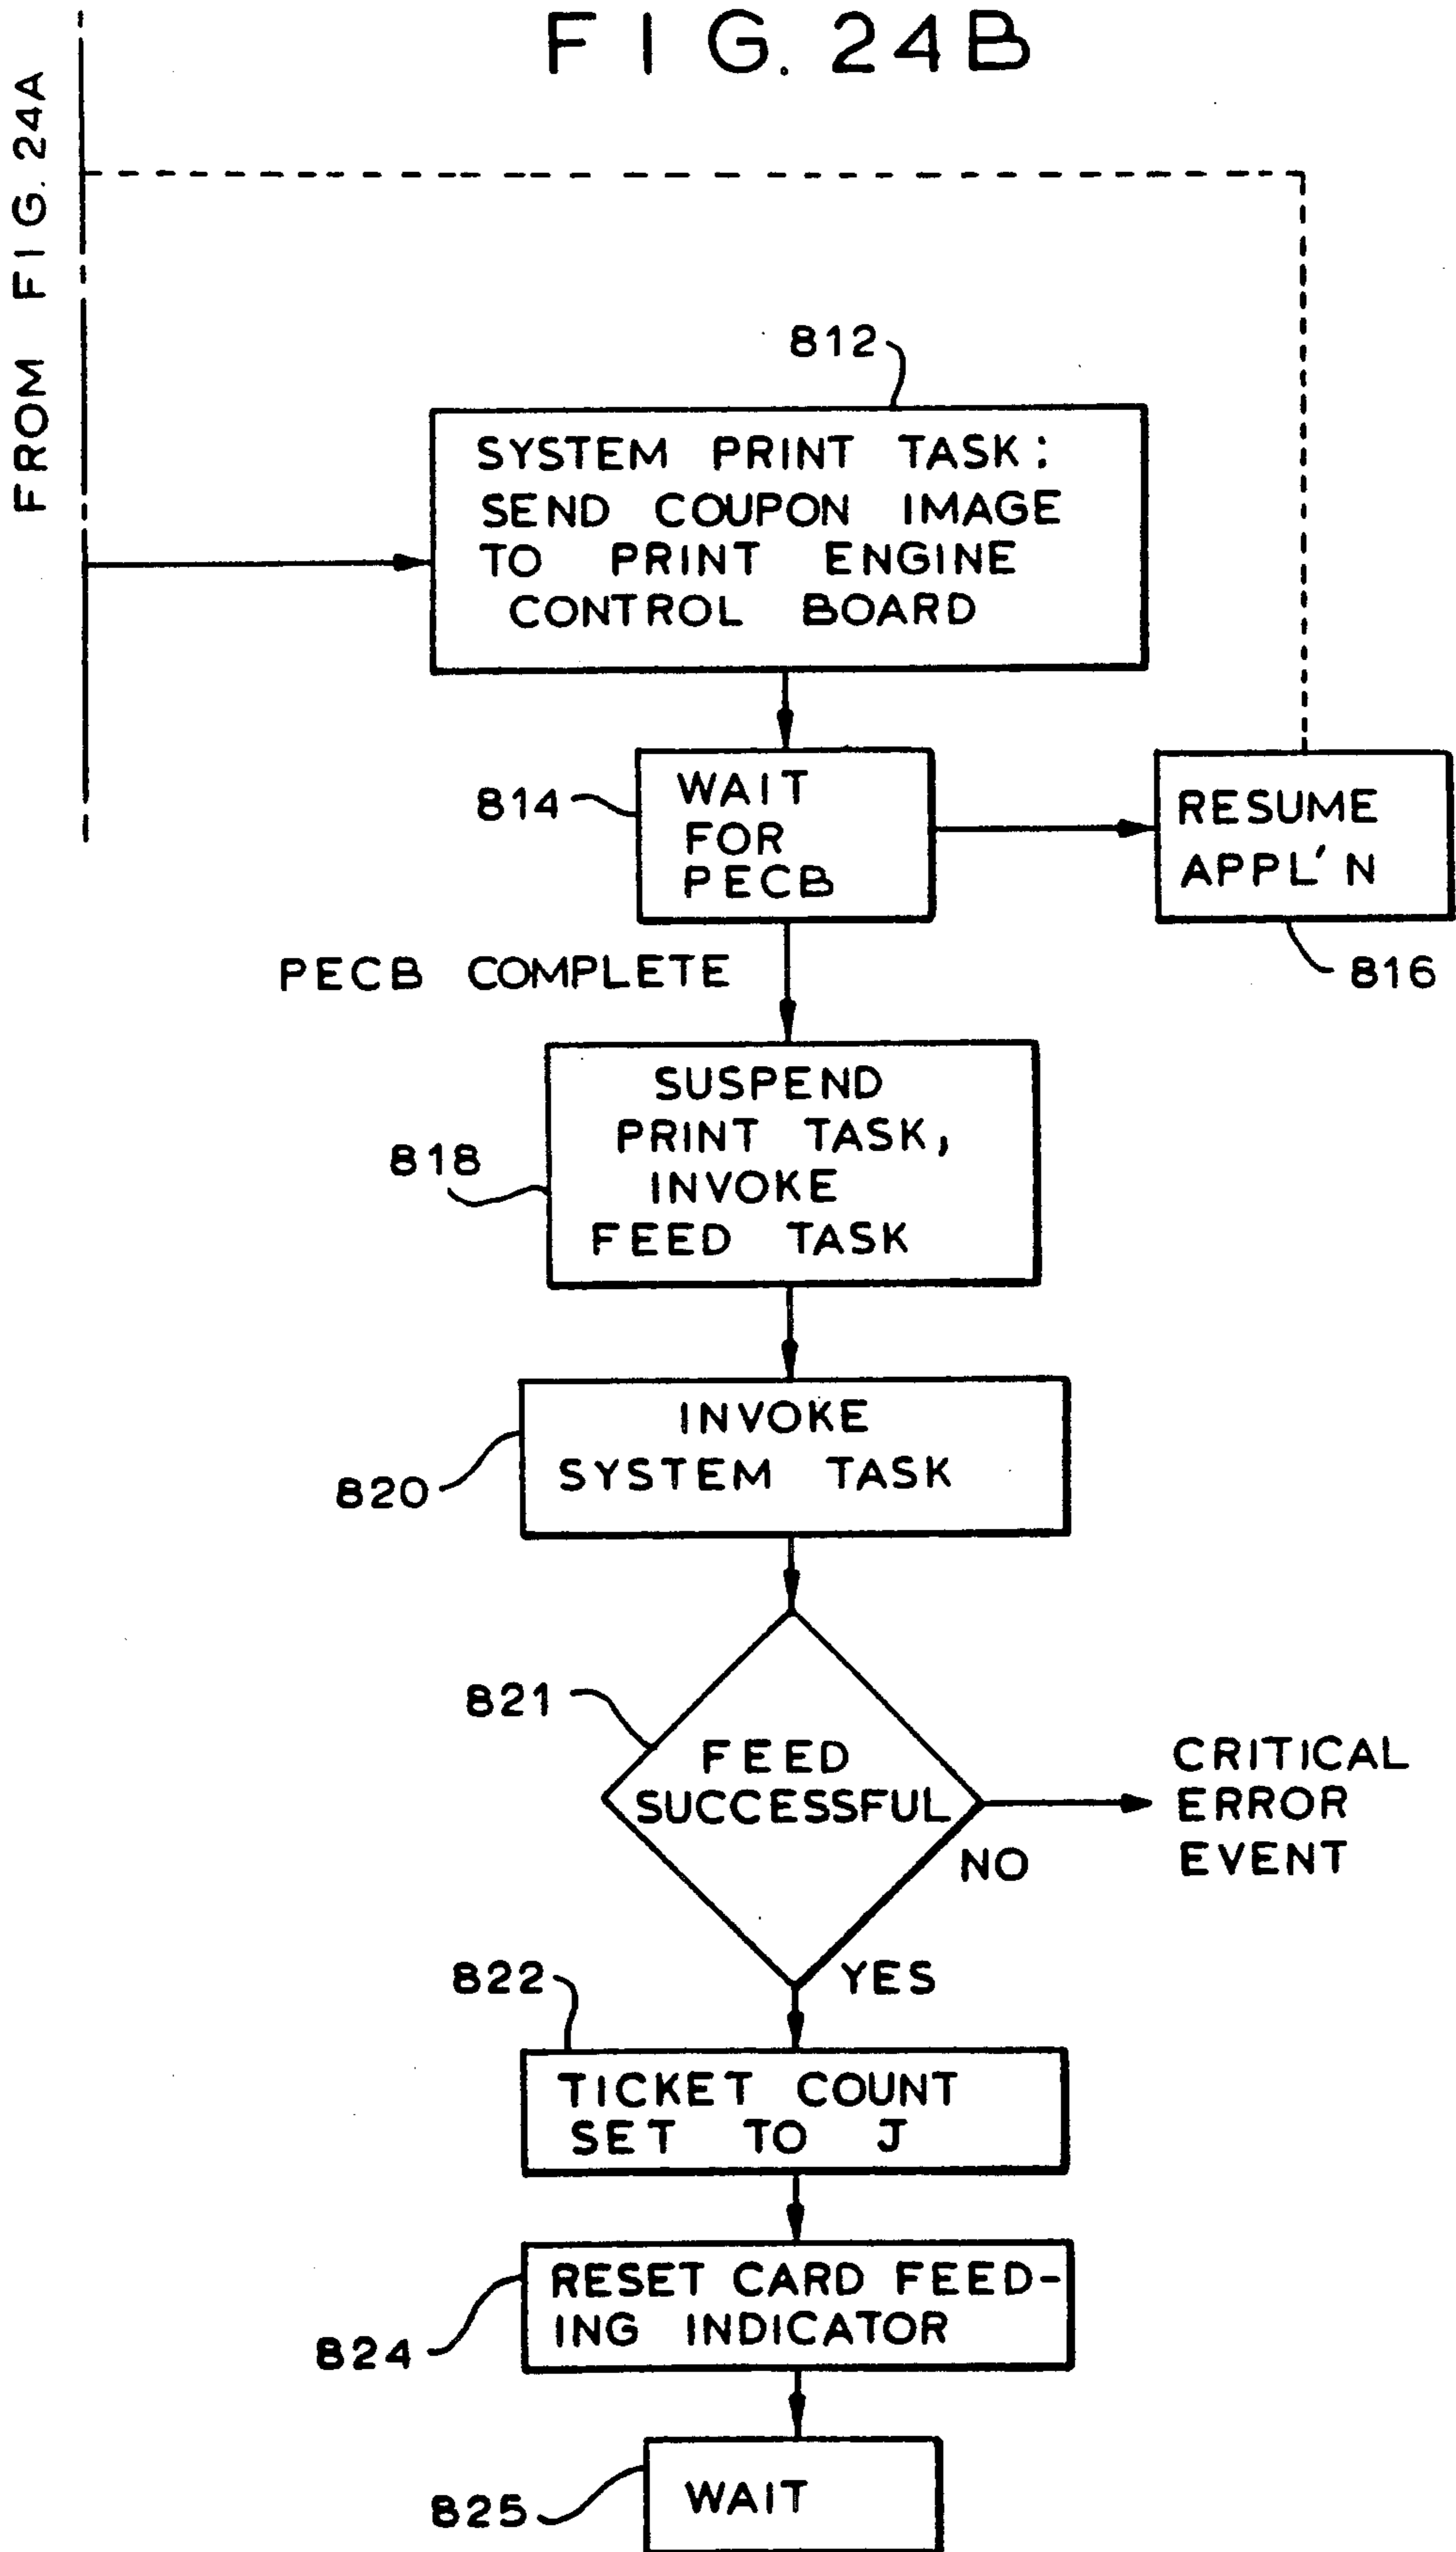 FIG. 24B
FROM FIG. 24A
812
SYSTEM PRINT TASK:
SEND COUPON IMAGE
TO PRINT ENGINE
CONTROL BOARD
814
WAIT
FOR
PECB
RESUME
APPL'N
816
PECB COMPLETE
818
SUSPEND
PRINT TASK,
INVOKE
FEED TASK
820
INVOKE
SYSTEM TASK
821
FEED
SUCCESSFUL
NO
CRITICAL
ERROR
EVENT
YES
822
TICKET COUNT
SET TO J
824
RESET CARD FEED-
ING INDICATOR
825
WAIT